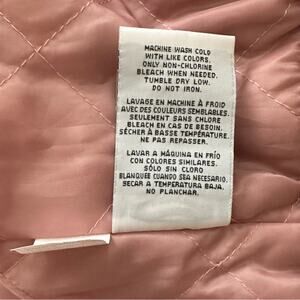 MACHINE WASH COLD
WITH LIKE COLORS.
ONLY NON-CHLORINE
BLEACH WHEN NEEDED.
TUMBLE DRY LOW.
DO NOT IRON.
LAVAGE EN MACHINE À FROID
AVEC DES COULEURS SEMBLABLES.
SEULEMENT SANS CHLORE
BLEACH EN CAS DE BESOIN.
SÉCHER À BASSE TEMPÉRATURE.
NE PAS REPASSER.
LAVAR A MÁQUINA EN FRÍO
CON COLORES SIMILARES.
SÓLO SIN CLORO
BLANQUEE CUANDO SEA NECESARIO.
SECAR A TEMPERATURA BAJA.
NO PLANCHAR.